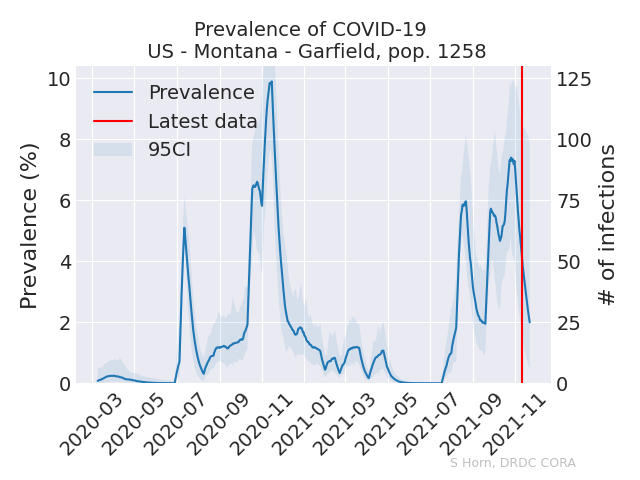 Prevalence of COVID-19
US - Montana - Garfield, pop. 1258
Prevalence (%)
10
8
6
4
2
0
Prevalence
Latest data
95CI
125
100
75
50
25
0
# of infections
2020-03
2020-05
2020-07
2020-09
2020-11
2021-01
2021-03
2021-05
2021-07
2021-09
2021-11
S Horn, DRDC CORA